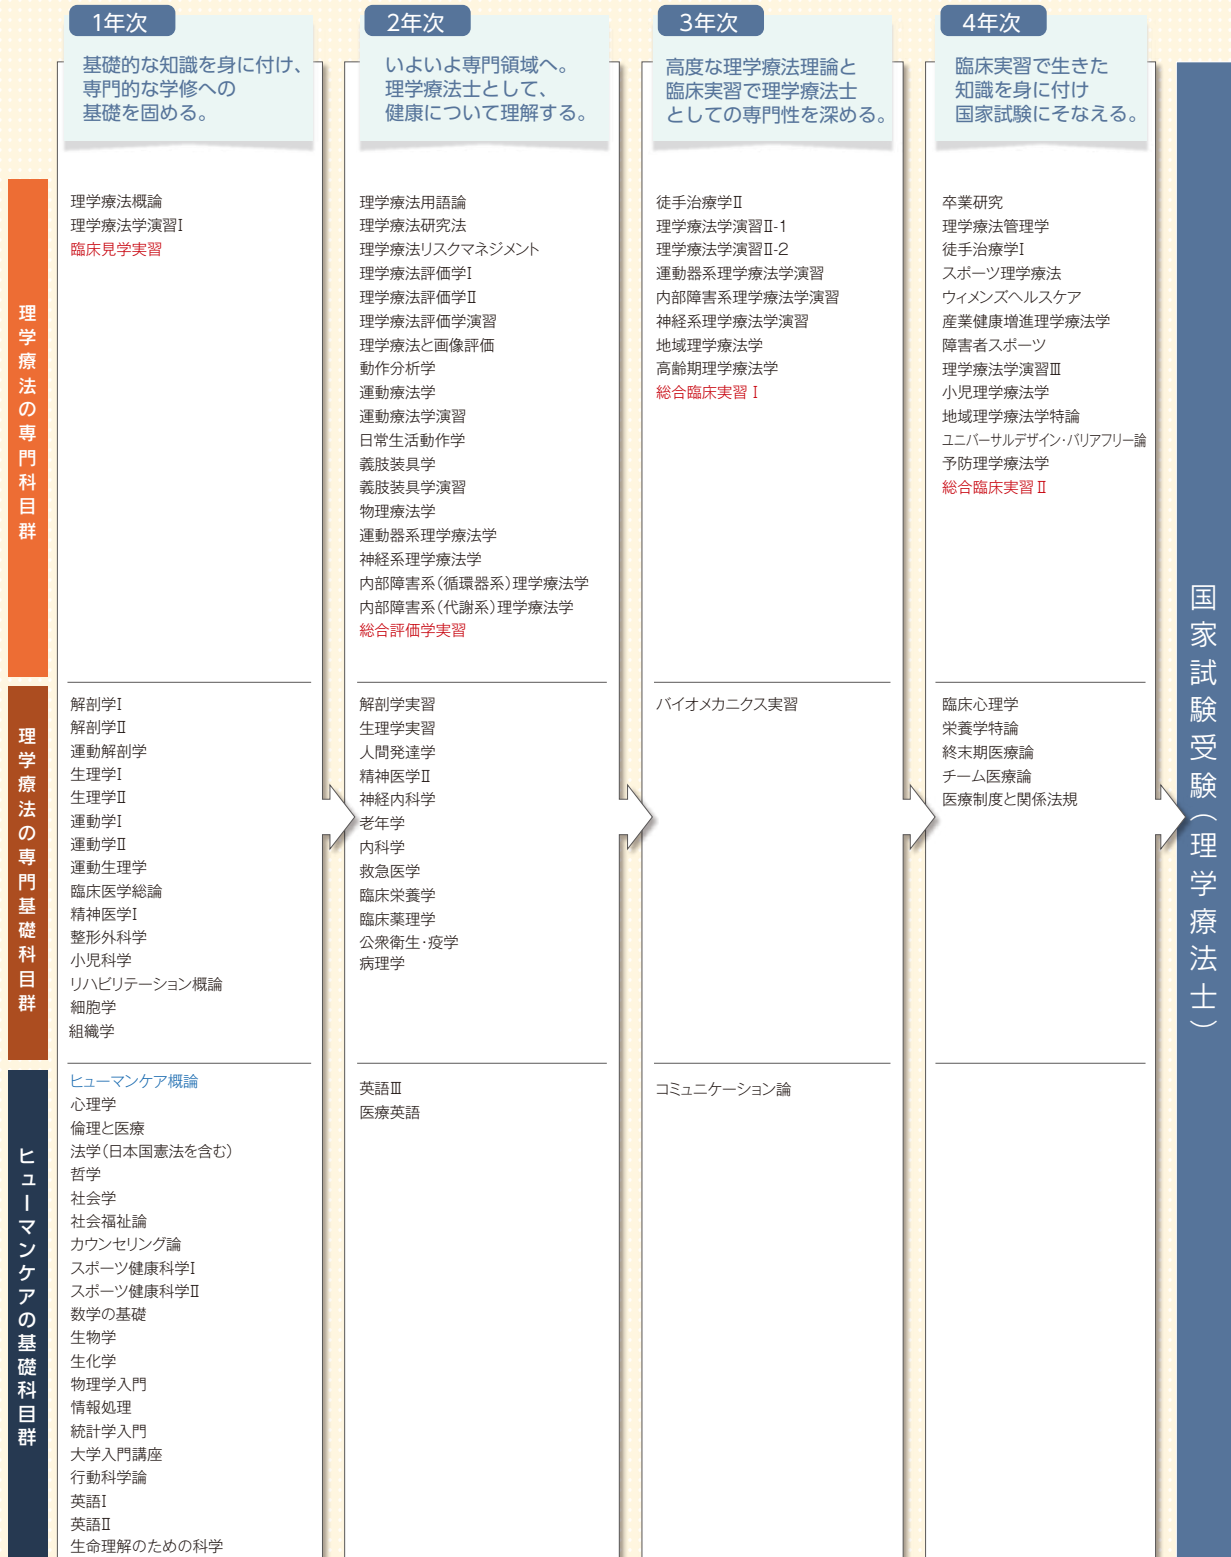 1年次
基礎的な知識を身に付け、
専門的な学修への
基礎を固める。
2年次
いよいよ専門領域へ。
理学療法士として、
健康について理解する。
3年次
高度な理学療法理論と
臨床実習で理学療法士
としての専門性を深める。
4年次
臨床実習で生きた
知識を身に付け
国家試験にそなえる。
理学療法の専門科目群
理学療法概論
理学療法学演習Ⅰ
臨床見学実習
理学療法用語論
理学療法研究法
理学療法リスクマネジメント
理学療法評価学Ⅰ
理学療法評価学Ⅱ
理学療法評価学演習
理学療法と画像評価
動作分析学
運動療法学
運動療法学演習
日常生活動作学
義肢装具学
義肢装具学演習
物理療法学
運動器系理学療法学
神経系理学療法学
内部障害系(循環器系)理学療法学
内部障害系(代謝系)理学療法学
総合評価学実習
徒手治療学Ⅱ
理学療法学演習Ⅱ-1
理学療法学演習Ⅱ-2
運動器系理学療法学演習
内部障害系理学療法学演習
神経系理学療法学演習
地域理学療法学
高齢期理学療法学
総合臨床実習Ⅰ
卒業研究
理学療法管理学
徒手治療学Ⅰ
スポーツ理学療法
ウィメンズヘルスケア
産業健康増進理学療法学
障害者スポーツ
理学療法学演習Ⅲ
小児理学療法学
地域理学療法学特論
ユニバーサルデザイン・バリアフリー論
予防理学療法学
総合臨床実習Ⅱ
理学療法の専門基礎科目群
解剖学Ⅰ
解剖学Ⅱ
運動解剖学
生理学Ⅰ
生理学Ⅱ
運動学Ⅰ
運動学Ⅱ
運動生理学
臨床医学総論
精神医学Ⅰ
整形外科学
小児科学
リハビリテーション概論
細胞学
組織学
解剖学実習
生理学実習
人間発達学
精神医学Ⅱ
神経内科学
老年学
内科学
救急医学
臨床栄養学
臨床薬理学
公衆衛生・疫学
病理学
バイオメカニクス実習
臨床心理学
栄養学特論
終末期医療論
チーム医療論
医療制度と関係法規
ヒューマンケアの基礎科目群
ヒューマンケア概論
心理学
倫理と医療
法学(日本国憲法を含む)
哲学
社会学
社会福祉論
カウンセリング論
スポーツ健康科学Ⅰ
スポーツ健康科学Ⅱ
数学の基礎
生物学
生化学
物理学入門
情報処理
統計学入門
大学入門講座
行動科学論
英語Ⅰ
英語Ⅱ
生命理解のための科学
英語Ⅲ
医療英語
コミュニケーション論
国家試験受験(理学療法士)